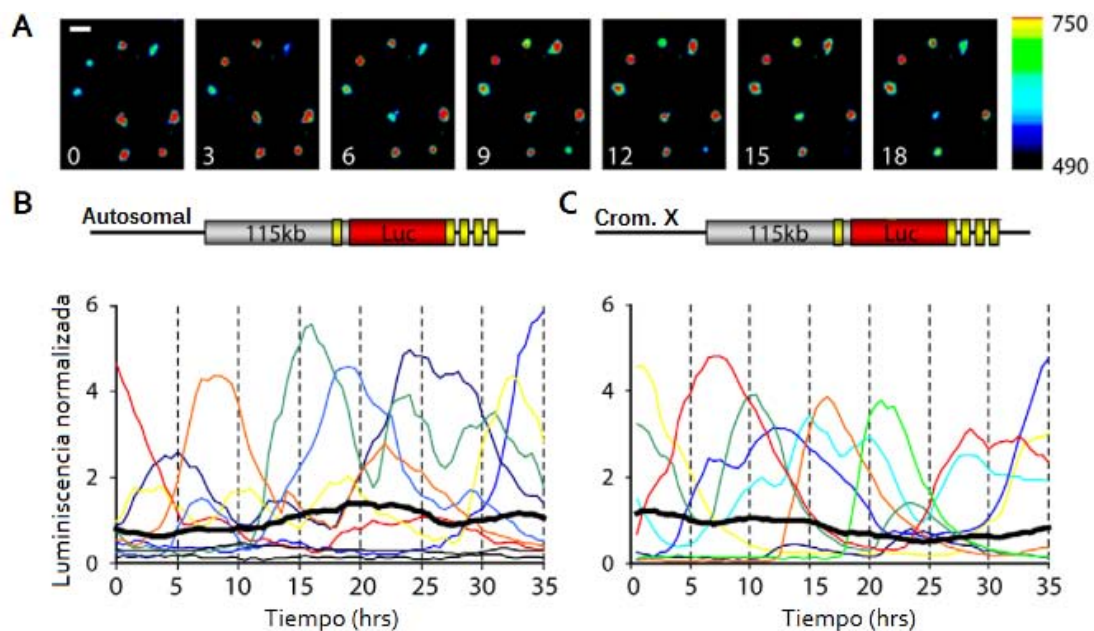 A
0
3
6
9
12
15
18
750
490
B
Autosomal
115kb
Luc
C
Crom. X
115kb
Luc
Luminiscencia normalizada
6
4
2
0
0 5 10 15 20 25 30 35
Tiempo (hrs)
6
4
2
0
0 5 10 15 20 25 30 35
Tiempo (hrs)